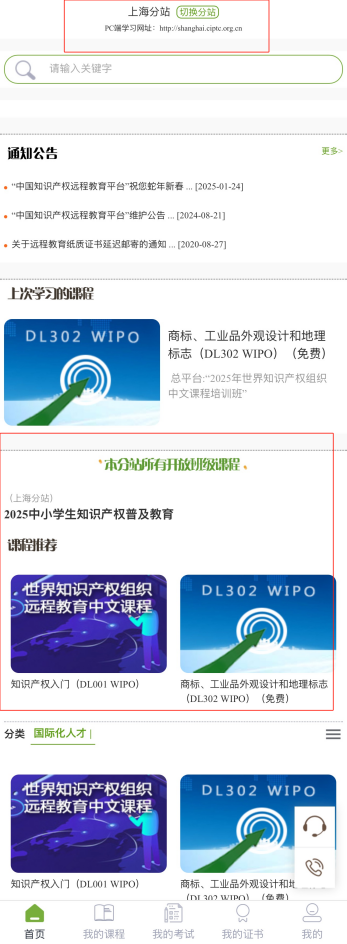 上海分站 切换分站
PC端学习网址：http://shanghai.ciptc.org.cn
请输入关键字
通知公告 更多>
“中国知识产权远程教育平台”祝您蛇年新春 ... [2025-01-24]
“中国知识产权远程教育平台”维护公告 ... [2024-08-21]
关于远程教育纸质证书延迟邮寄的通知 ... [2020-08-27]
上次学习的课程
DL302 WIPO
商标、工业品外观设计和地理
标志（DL302 WIPO）（免费）
总平台:“2025年世界知识产权组织
中文课程培训班”
本分站所有开放班级课程
（上海分站）
2025中小学生知识产权普及教育
课程推荐
世界知识产权组织
远程教育中文课程
DL302 WIPO
知识产权入门（DL001 WIPO）
商标、工业品外观设计和地理标志
（DL302 WIPO）（免费）
分类 国际化人才 |
世界知识产权组织
远程教育中文课程
DL302 WIPO
知识产权入门（DL001 WIPO）
商标、工业品外观设计和地理标志
（DL302 WIPO）（免费）
首页 我的课程 我的考试 我的证书 我的